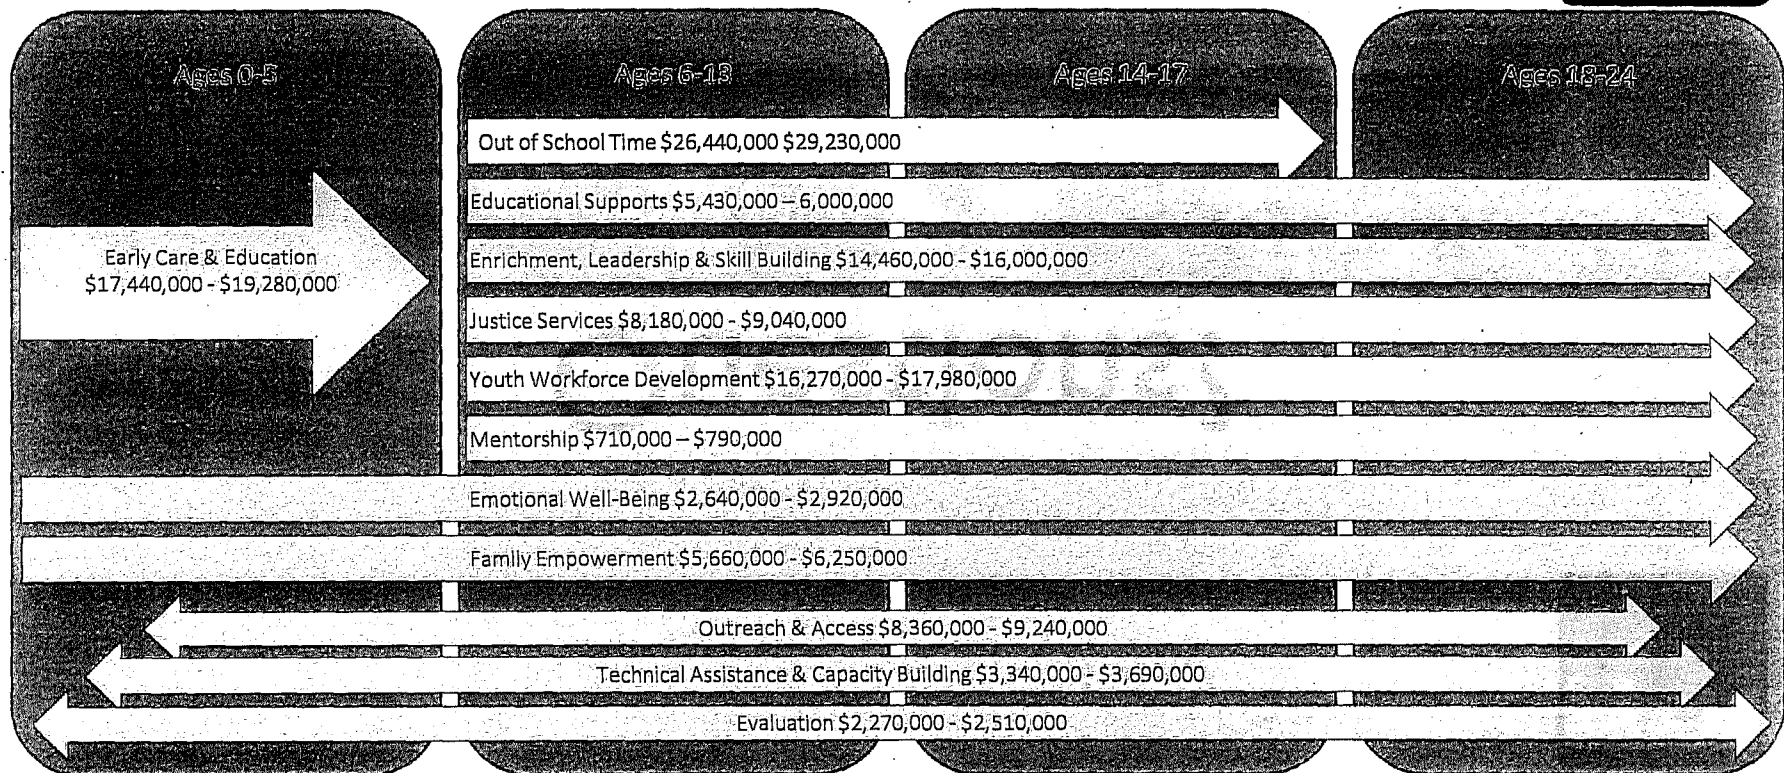 Ages 0-5
Ages 6-13
Ages 14-17
Ages 18-24
Out of School Time $26,440,000 $29,230,000
Educational Supports $5,430,000 – 6,000,000
Early Care & Education
$17,440,000 - $19,280,000
Enrichment, Leadership & Skill Building $14,460,000 - $16,000,000
Justice Services $8,180,000 - $9,040,000
Youth Workforce Development $16,270,000 - $17,980,000
Mentorship $710,000 – $790,000
Emotional Well-Being $2,640,000 - $2,920,000
Family Empowerment $5,660,000 - $6,250,000
Outreach & Access $8,360,000 - $9,240,000
Technical Assistance & Capacity Building $3,340,000 - $3,690,000
Evaluation $2,270,000 - $2,510,000